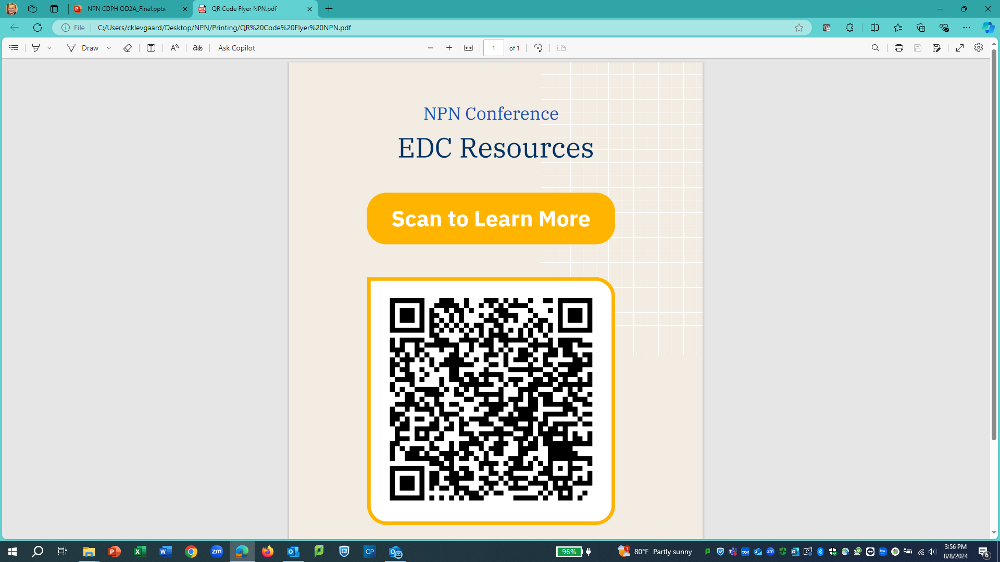 NPN CDPH OD2A_Final.pptx
QR Code Flyer NPN.pdf
File
C:/Users/cklevgaard/Desktop/NPN/Printing/QR%20Code%20Flyer%20NPN.pdf
Draw
Ask Copilot
1 of 1
NPN Conference
EDC Resources
Scan to Learn More
96%
80°F Partly sunny
3:56 PM
8/8/2024
6